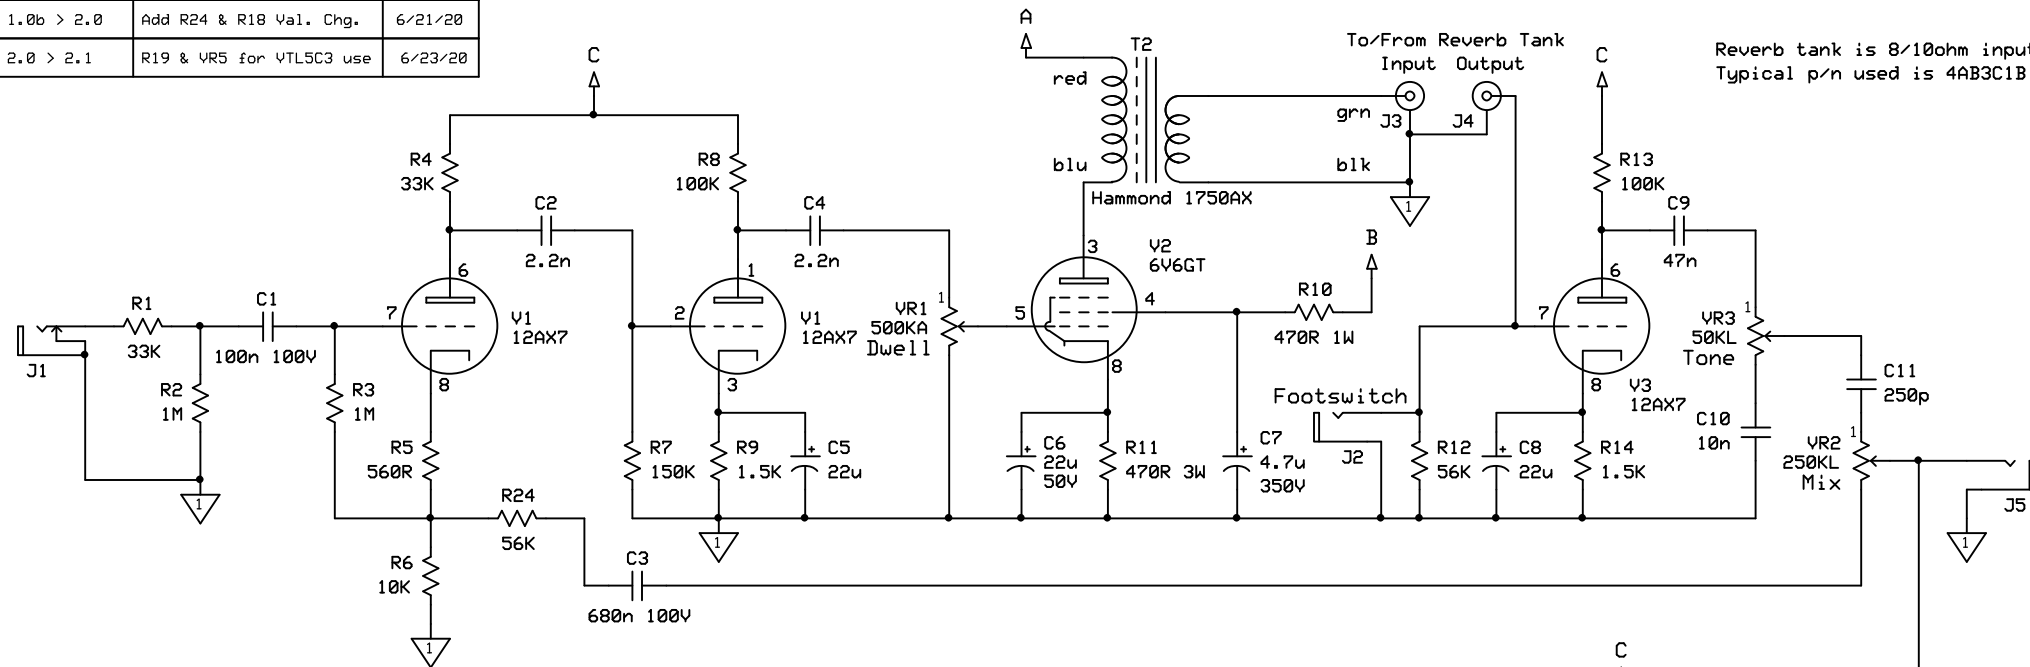 1.0b > 2.0 Add R24 & R18 Val. Chg. 6/21/20
2.0 > 2.1 R19 & VR5 for VTL5C3 use 6/23/20
C
A
T2
red
blu
Hammond 1750AX
To/From Reverb Tank
Input Output
grn
J3
J4
blk
1
C
Reverb tank is 8/10ohm input
Typical p/n used is 4AB3C1B
R4
33K
R8
100K
C2
2.2n
C4
2.2n
R13
100K
C9
47n
J1
R1
33K
R2
1M
1
C1
100n 100V
R3
1M
6
7
8
V1
12AX7
R5
560R
R6
10K
1
R24
56K
C3
680n 100V
1
2
3
V1
12AX7
R7
150K
R9
1.5K
C5
22u
+
1
1
VR1
500KA
Dwell
3
5
4
8
V2
6V6GT
B
R10
470R 1W
C6
22u
50V
+
R11
470R 3W
C7
4.7u
350V
+
Footswitch
J2
R12
56K
C8
22u
+
R14
1.5K
6
7
8
V3
12AX7
1
VR3
50KL
Tone
C10
10n
C11
250p
1
VR2
250KL
Mix
J5
1
C